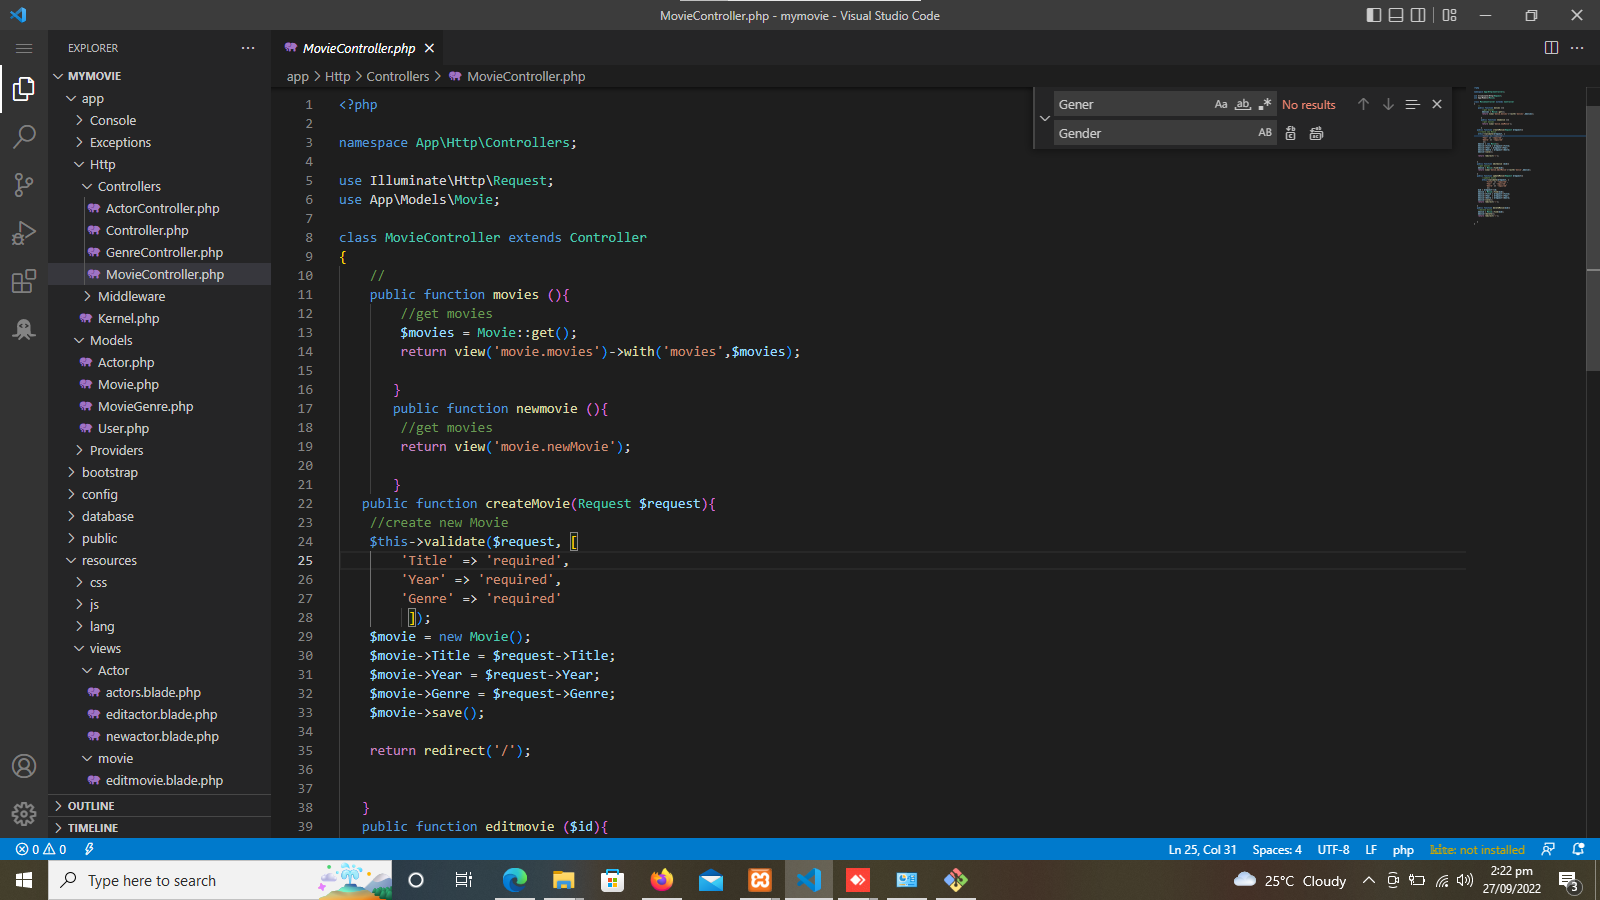 MovieController.php - mymovie - Visual Studio Code
EXPLORER
MovieController.php
app > Http > Controllers > MovieController.php
MYMOVIE
app
Console
Exceptions
Http
Controllers
ActorController.php
Controller.php
GenreController.php
MovieController.php
Middleware
Kernel.php
Models
Actor.php
Movie.php
MovieGenre.php
User.php
Providers
bootstrap
config
database
public
resources
css
js
lang
views
Actor
actors.blade.php
editactor.blade.php
newactor.blade.php
movie
editmovie.blade.php
OUTLINE
TIMELINE
Gener Aa ab .* No results
Gender AB
1 <?php
2
3 namespace App\Http\Controllers;
4
5 use Illuminate\Http\Request;
6 use App\Models\Movie;
7
8 class MovieController extends Controller
9 {
10 //
11 public function movies (){
12 //get movies
13 $movies = Movie::get();
14 return view('movie.movies')->with('movies',$movies);
15
16 }
17 public function newmovie (){
18 //get movies
19 return view('movie.newMovie');
20
21 }
22 public function createMovie(Request $request){
23 //create new Movie
24 $this->validate($request, [
25 'Title' => 'required',
26 'Year' => 'required',
27 'Genre' => 'required'
28 ]);
29 $movie = new Movie();
30 $movie->Title = $request->Title;
31 $movie->Year = $request->Year;
32 $movie->Genre = $request->Genre;
33 $movie->save();
34
35 return redirect('/');
36
37
38 }
39 public function editmovie ($id){
0 0 Ln 25, Col 31 Spaces: 4 UTF-8 LF php kite: not installed
Type here to search
25°C Cloudy
2:22 pm
27/09/2022
3